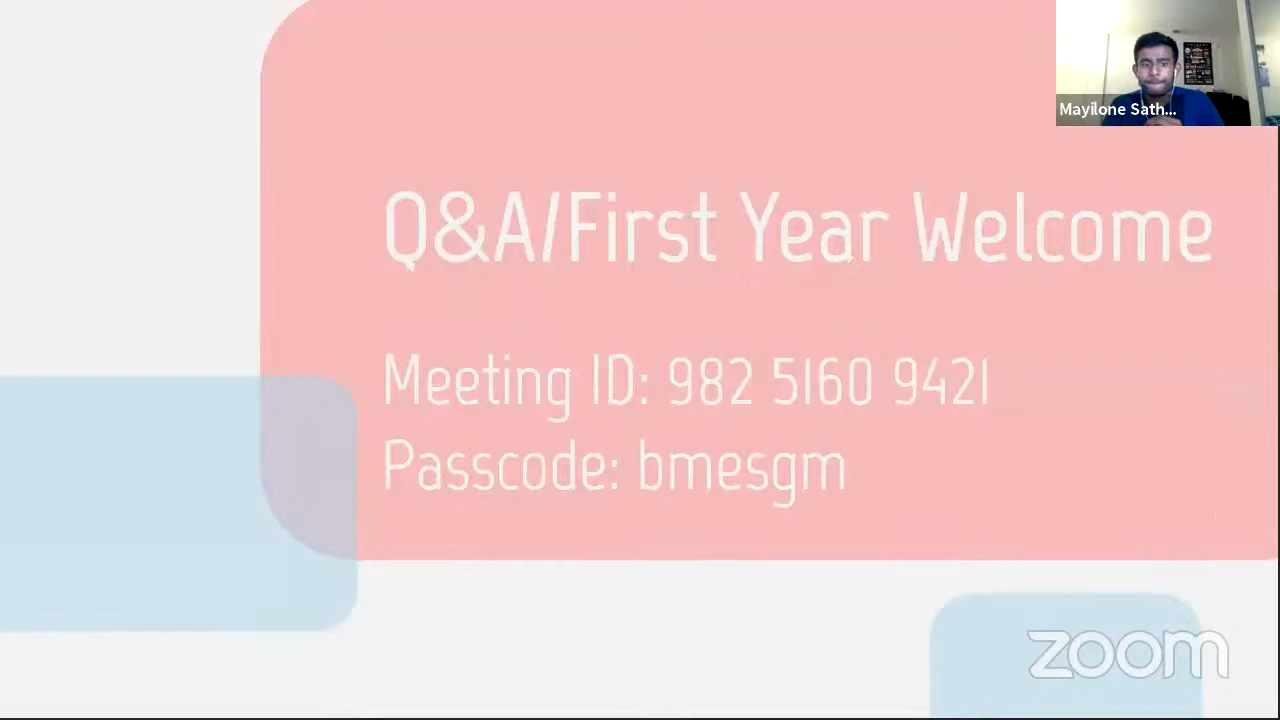 Mayilone Sath...
Q&A/First Year Welcome
Meeting ID: 982 5160 9421
Passcode: bmesgm
zoom